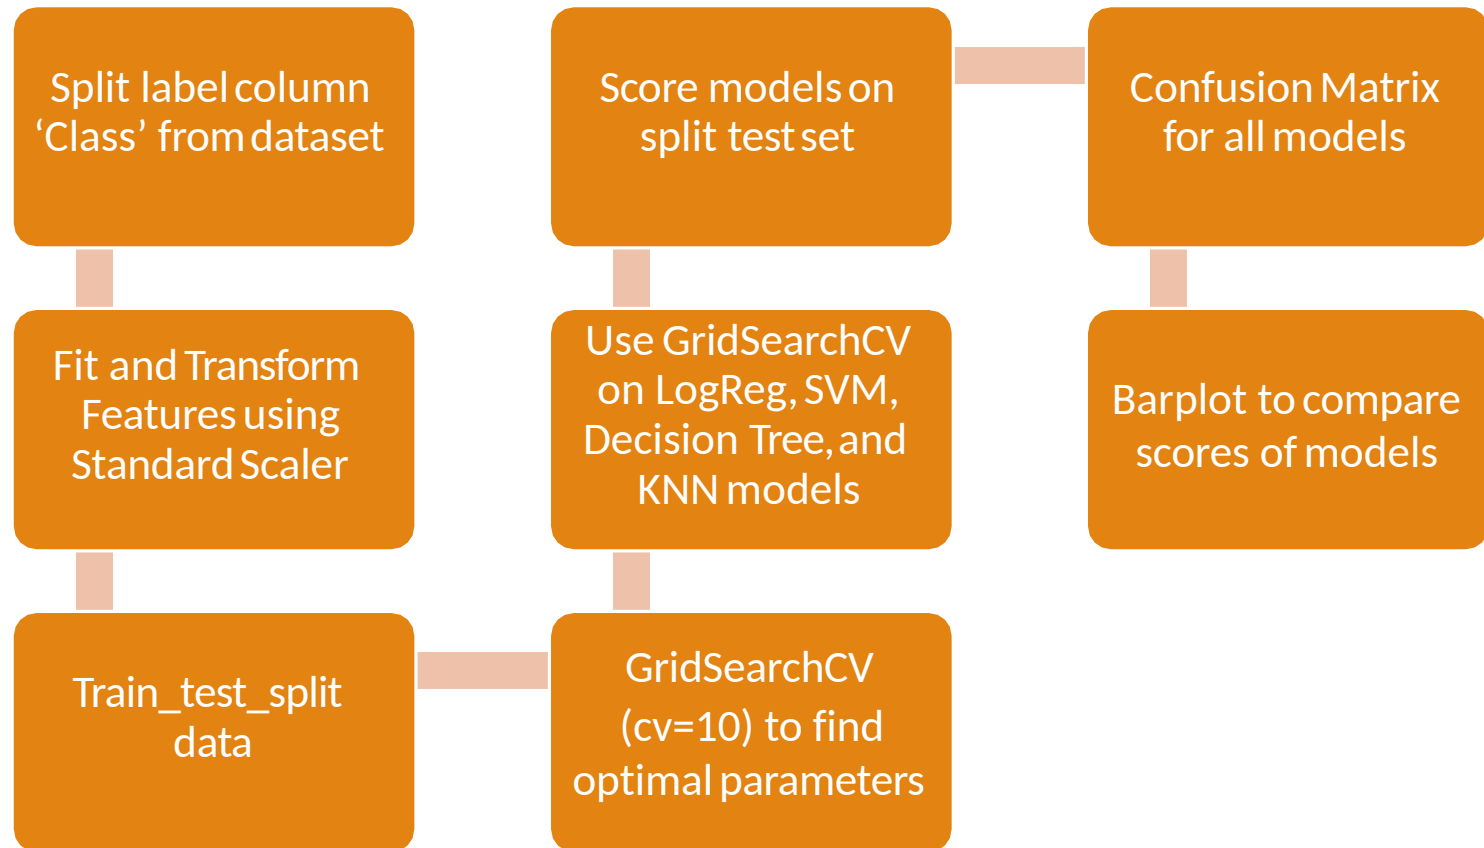 Split label column
‘Class’ from dataset
Fit and Transform
Features using
Standard Scaler
Train_test_split
data
GridSearchCV
(cv=10) to find
optimal parameters
Use GridSearchCV
on LogReg, SVM,
Decision Tree, and
KNN models
Score models on
split test set
Confusion Matrix
for all models
Barplot to compare
scores of models